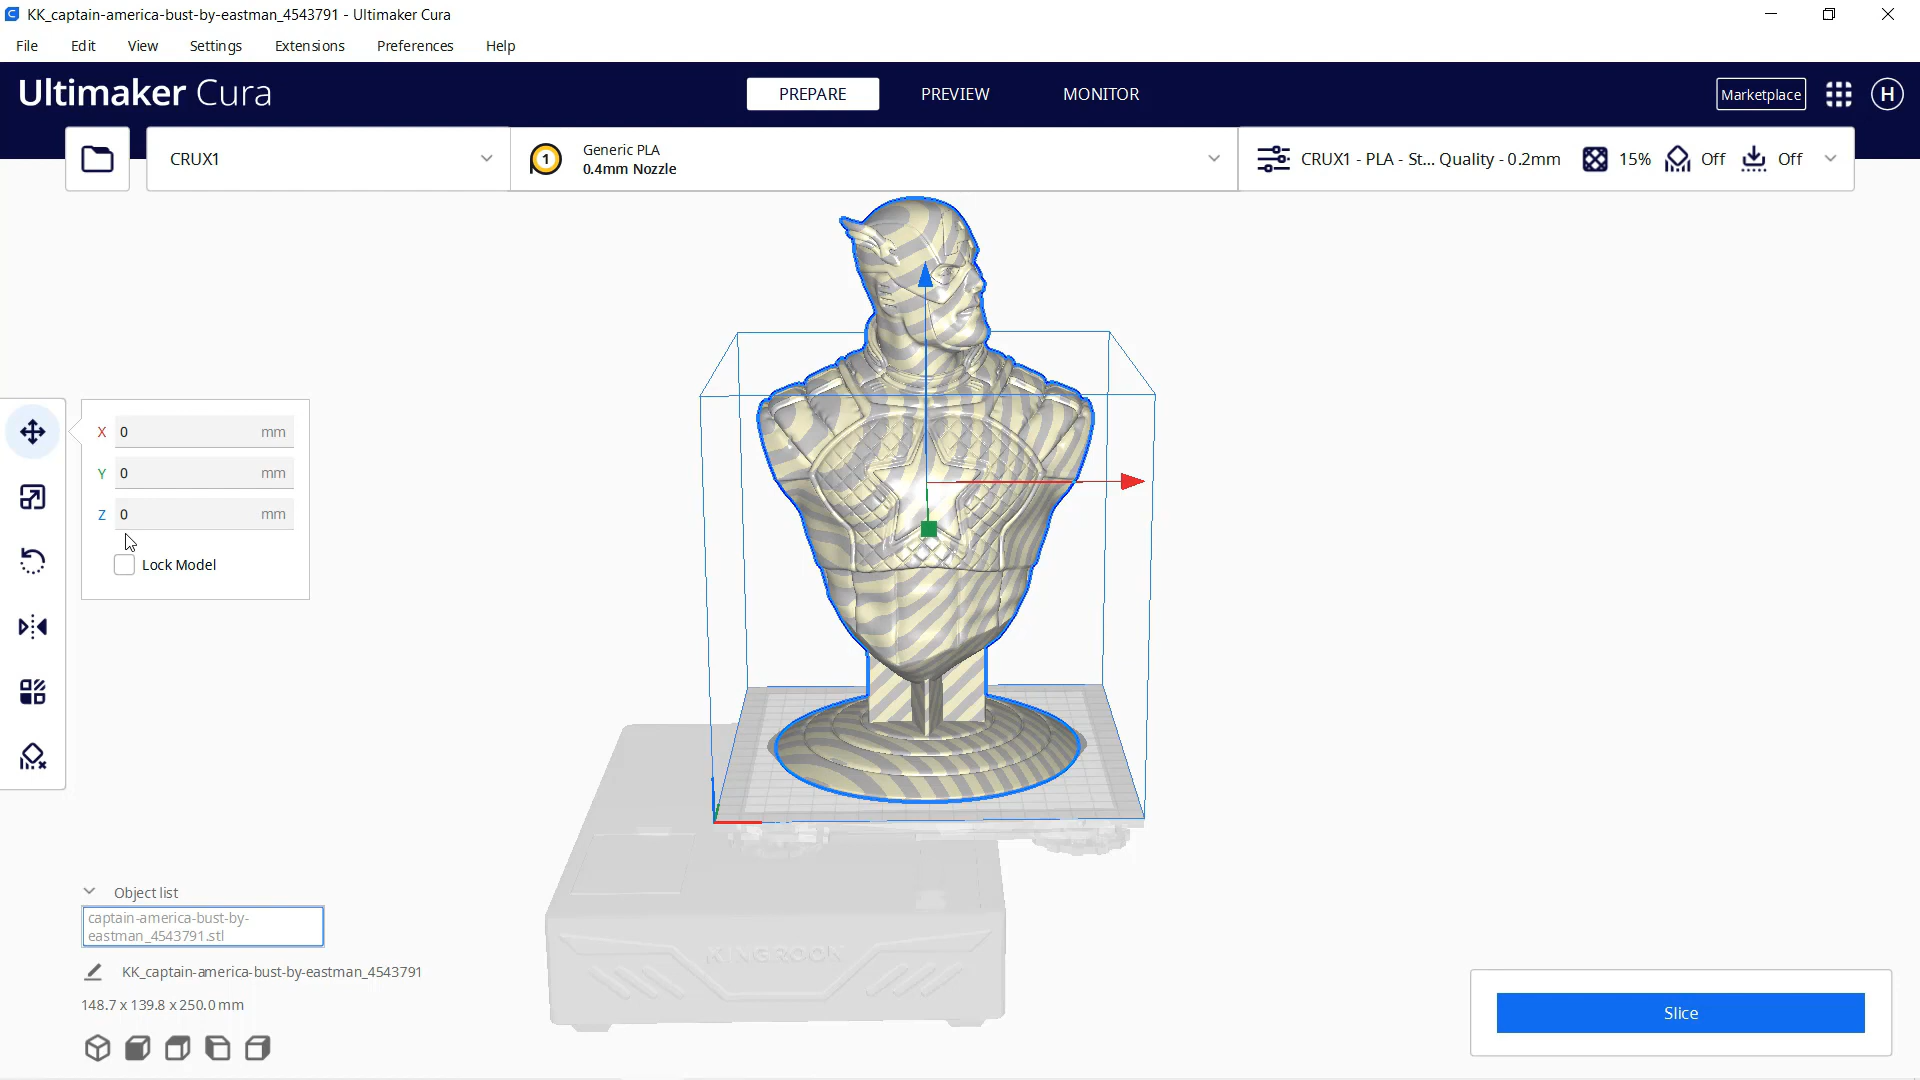 KK_captain-america-bust-by-eastman_4543791 - Ultimaker Cura
File Edit View Settings Extensions Preferences Help
Ultimaker Cura
PREPARE PREVIEW MONITOR
Marketplace H
CRUX1
1
Generic PLA
0.4mm Nozzle
CRUX1 - PLA - St... Quality - 0.2mm 15% Off Off
X 0 mm
Y 0 mm
Z 0 mm
Lock Model
KINGROON
Object list
captain-america-bust-by-
eastman_4543791.stl
KK_captain-america-bust-by-eastman_4543791
148.7 x 139.8 x 250.0 mm
Slice